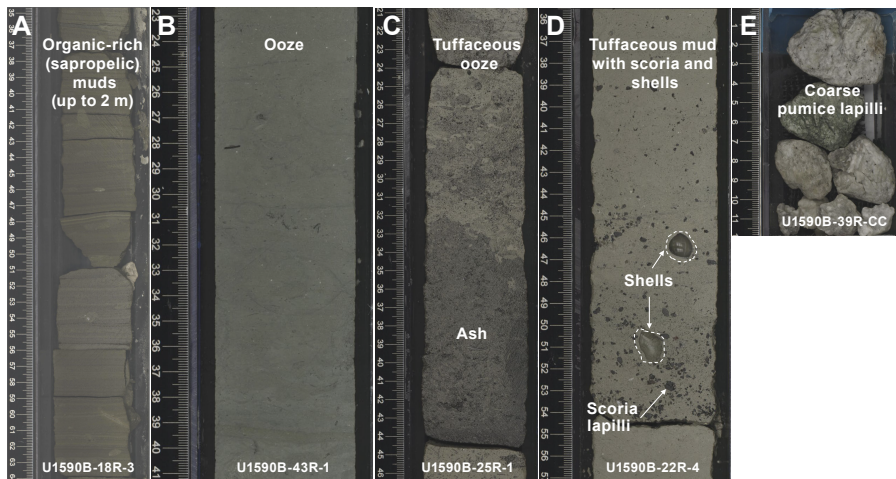 A
Organic-rich
(sapropelic)
muds
(up to 2 m)
U1590B-18R-3
B
Ooze
U1590B-43R-1
C
Tuffaceous
ooze
Ash
U1590B-25R-1
D
Tuffaceous mud
with scoria and
shells
Shells
Scoria
lapilli
U1590B-22R-4
E
Coarse
pumice lapilli
U1590B-39R-CC